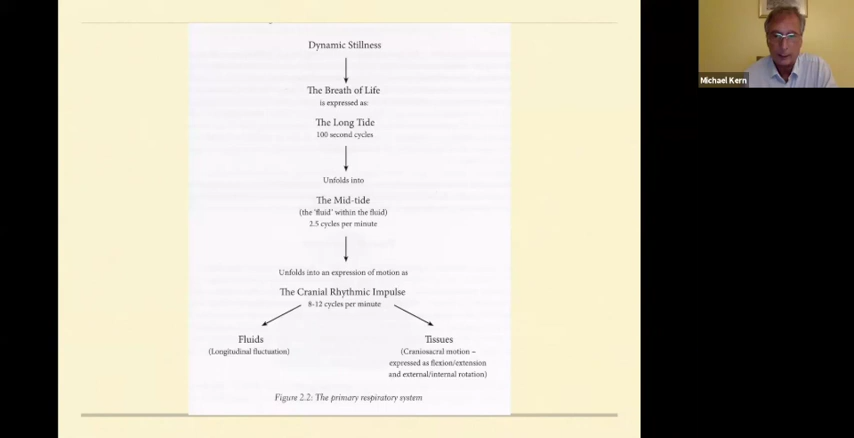 Dynamic Stillness
The Breath of Life
is expressed as:
The Long Tide
100 second cycles
Unfolds into
The Mid-tide
(the 'fluid' within the fluid)
2.5 cycles per minute
Unfolds into an expression of motion as
The Cranial Rhythmic Impulse
8-12 cycles per minute
Fluids
(Longitudinal fluctuation)
Tissues
(Craniosacral motion –
expressed as flexion/extension
and external/internal rotation)
Figure 2.2: The primary respiratory system
Michael Kern